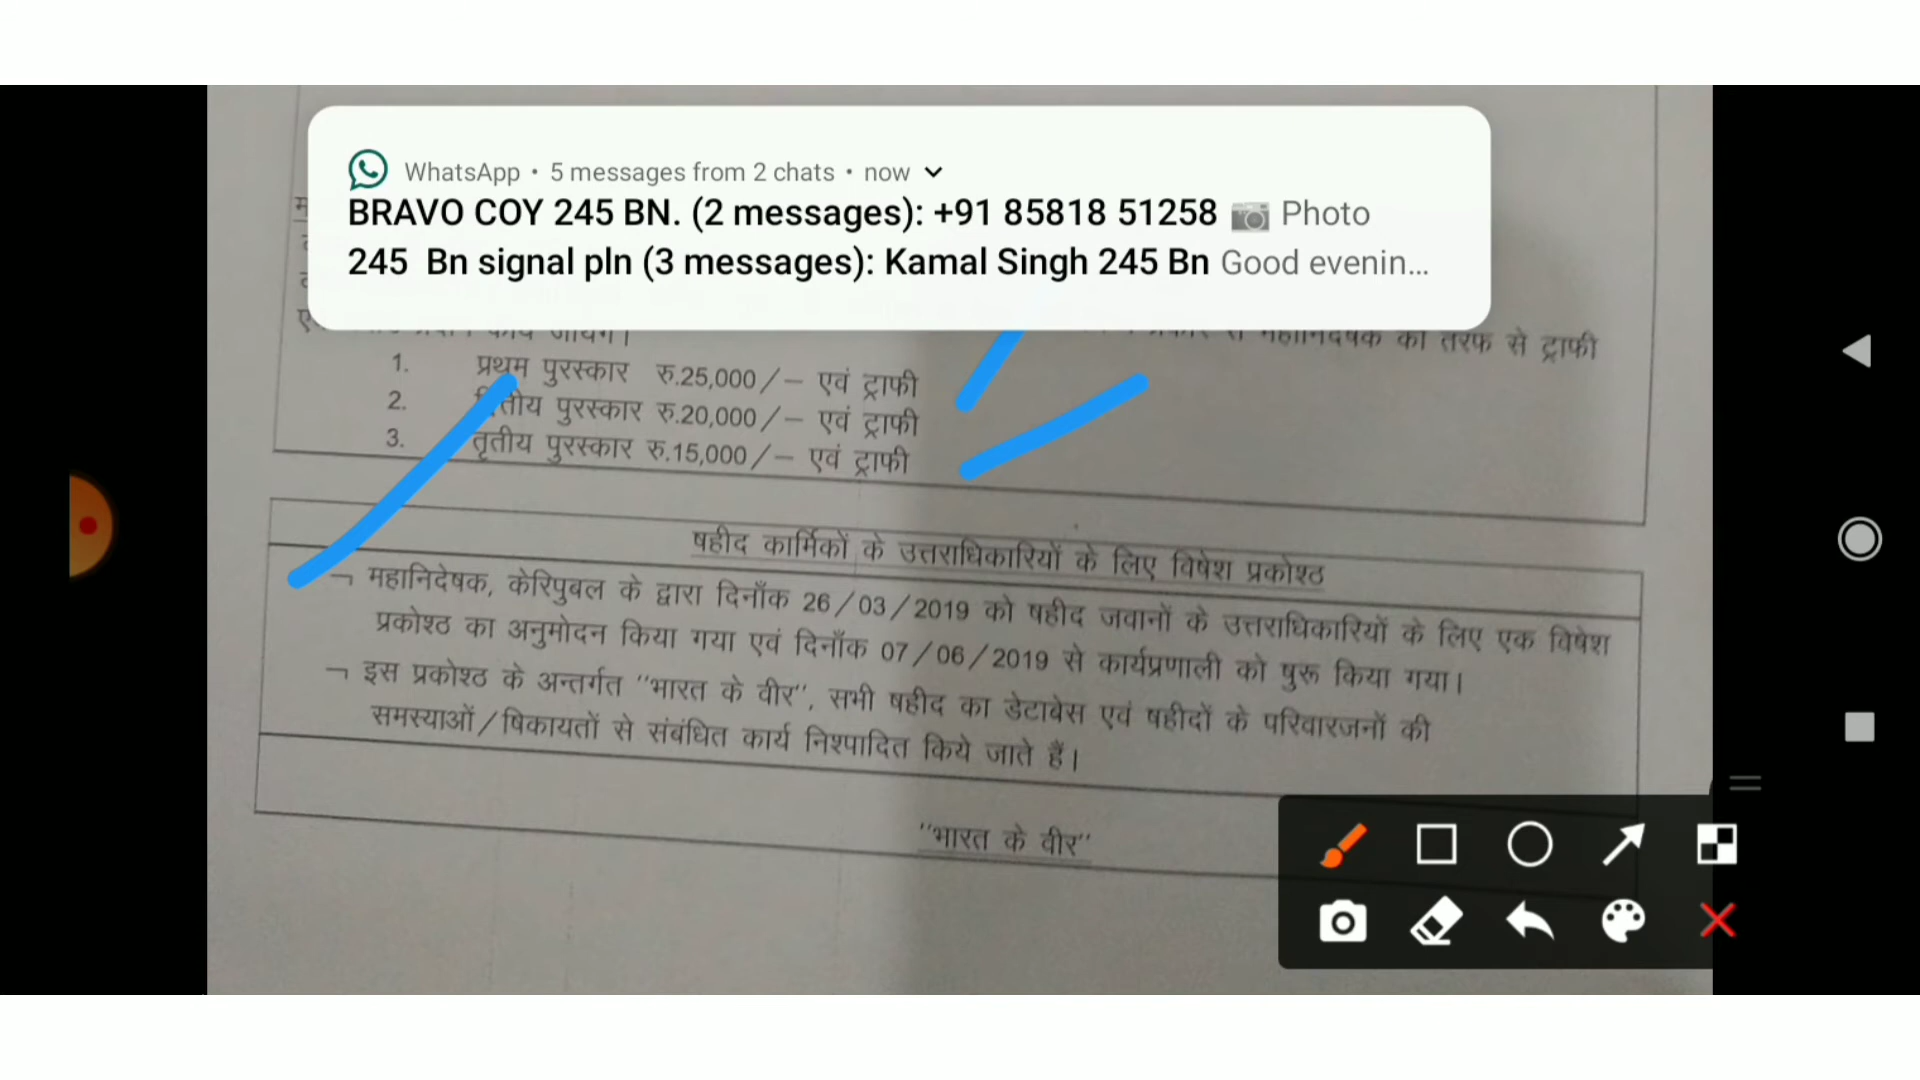 WhatsApp • 5 messages from 2 chats • now
BRAVO COY 245 BN. (2 messages): +91 85818 51258 Photo
245 Bn signal pln (3 messages): Kamal Singh 245 Bn Good evenin...
महानिदेषक की तरफ से ट्राफी
1. प्रथम पुरस्कार रु.25,000/– एवं ट्राफी
2. द्वितीय पुरस्कार रु.20,000/– एवं ट्राफी
3. तृतीय पुरस्कार रु.15,000/– एवं ट्राफी
षहीद कार्मिकों के उत्तराधिकारियों के लिए विषेश प्रकोश्ठ
¬ महानिदेषक, केरिपुबल के द्वारा दिनाँक 26/03/2019 को षहीद जवानों के उत्तराधिकारियों के लिए एक विषेश
प्रकोश्ठ का अनुमोदन किया गया एवं दिनाँक 07/06/2019 से कार्यप्रणाली को षुरू किया गया।
¬ इस प्रकोश्ठ के अन्तर्गत "भारत के वीर", सभी षहीद का डेटाबेस एवं षहीदों के परिवारजनों की
समस्याओं/षिकायतों से संबंधित कार्य निश्पादित किये जाते हैं।
"भारत के वीर"